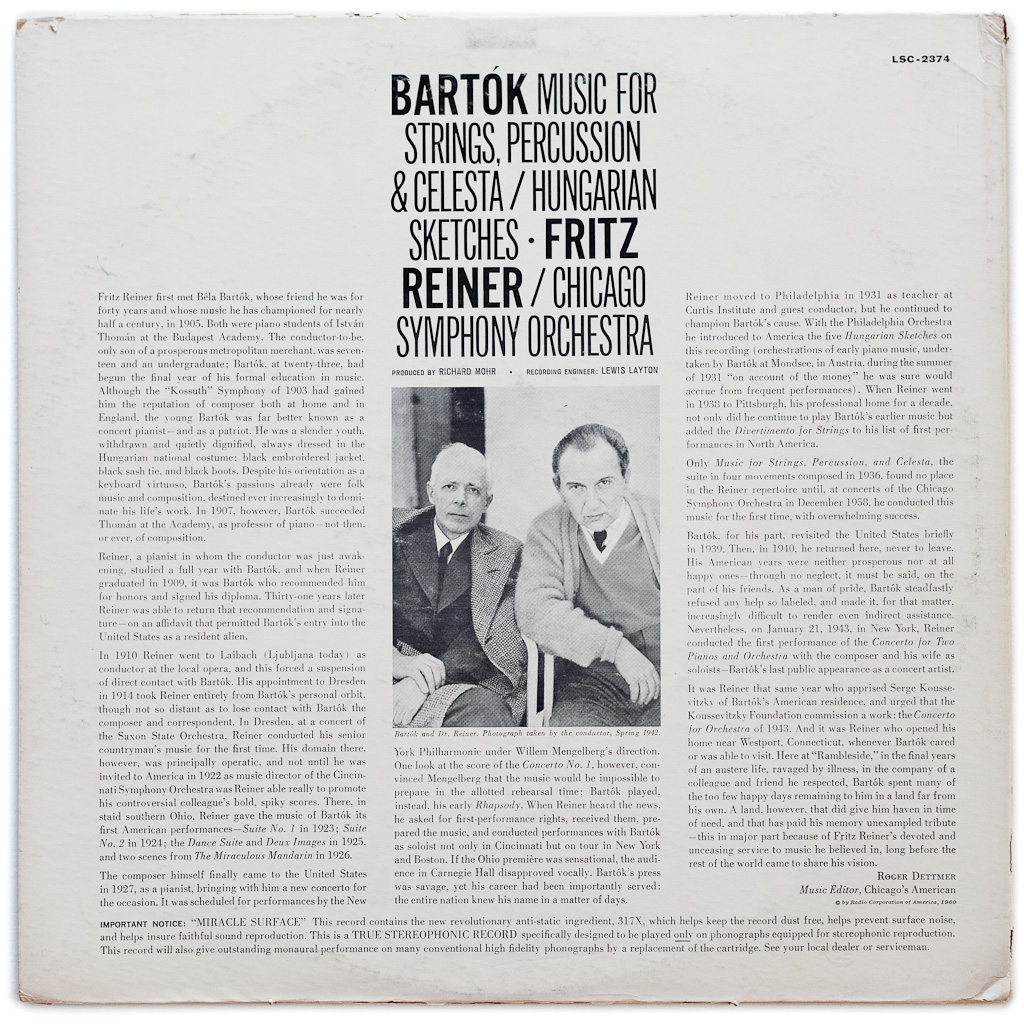 LSC-2374
BARTÓK MUSIC FOR
STRINGS, PERCUSSION
& CELESTA / HUNGARIAN
SKETCHES · FRITZ
REINER / CHICAGO
SYMPHONY ORCHESTRA
PRODUCED BY RICHARD MOHR • RECORDING ENGINEER: LEWIS LAYTON
Fritz Reiner first met Béla Bartók, whose friend he was for
forty years and whose music he has championed for nearly
half a century, in 1905. Both were piano students of István
Thomán at the Budapest Academy. The conductor-to-be,
only son of a prosperous metropolitan merchant, was seven-
teen and an undergraduate; Bartók, at twenty-three, had
begun the final year of his formal education in music.
Although the "Kossuth" Symphony of 1903 had gained
him the reputation of composer both at home and in
England, the young Bartók was far better known as a
concert pianist—and as a patriot. He was a slender youth,
withdrawn and quietly dignified, always dressed in the
Hungarian national costume: black embroidered jacket,
black sash tie, and black boots. Despite his orientation as a
keyboard virtuoso, Bartók's passions already were folk
music and composition, destined ever increasingly to domi-
nate his life's work. In 1907, however, Bartók succeeded
Thomán at the Academy, as professor of piano—not then,
or ever, of composition.
Reiner, a pianist in whom the conductor was just awak-
ening, studied a full year with Bartók, and when Reiner
graduated in 1909, it was Bartók who recommended him
for honors and signed his diploma. Thirty-one years later
Reiner was able to return that recommendation and signa-
ture—on an affidavit that permitted Bartók's entry into the
United States as a resident alien.
In 1910 Reiner went to Laibach (Ljubljana today) as
conductor at the local opera, and this forced a suspension
of direct contact with Bartók. His appointment to Dresden
in 1914 took Reiner entirely from Bartók's personal orbit,
though not so distant as to lose contact with Bartók the
composer and correspondent. In Dresden, at a concert of
the Saxon State Orchestra, Reiner conducted his senior
countryman's music for the first time. His domain there,
however, was principally operatic, and not until he was
invited to America in 1922 as music director of the Cincin-
nati Symphony Orchestra was Reiner able really to promote
his controversial colleague's bold, spiky scores. There, in
staid southern Ohio, Reiner gave the music of Bartók its
first American performances—Suite No. 1 in 1923; Suite
No. 2 in 1924; the Dance Suite and Deux Images in 1925,
and two scenes from The Miraculous Mandarin in 1926.
The composer himself finally came to the United States
in 1927, as a pianist, bringing with him a new concerto for
the occasion. It was scheduled for performances by the New
Bartók and Dr. Reiner. Photograph taken by the conductor, Spring 1942.
York Philharmonic under Willem Mengelberg's direction.
One look at the score of the Concerto No. 1, however, con-
vinced Mengelberg that the music would be impossible to
prepare in the allotted rehearsal time; Bartók played,
instead, his early Rhapsody. When Reiner heard the news,
he asked for first-performance rights, received them, pre-
pared the music, and conducted performances with Bartók
as soloist not only in Cincinnati but on tour in New York
and Boston. If the Ohio première was sensational, the audi-
ence in Carnegie Hall disapproved vocally. Bartók's press
was savage, yet his career had been importantly served:
the entire nation knew his name in a matter of days.
Reiner moved to Philadelphia in 1931 as teacher at
Curtis Institute and guest conductor, but he continued to
champion Bartók's cause. With the Philadelphia Orchestra
he introduced to America the five Hungarian Sketches on
this recording (orchestrations of early piano music, under-
taken by Bartók at Mondsee, in Austria, during the summer
of 1931 "on account of the money" he was sure would
accrue from frequent performances). When Reiner went
in 1938 to Pittsburgh, his professional home for a decade,
not only did he continue to play Bartók's earlier music but
added the Divertimento for Strings to his list of first per-
formances in North America.
Only Music for Strings, Percussion, and Celesta, the
suite in four movements composed in 1936, found no place
in the Reiner repertoire until, at concerts of the Chicago
Symphony Orchestra in December 1958, he conducted this
music for the first time, with overwhelming success.
Bartók, for his part, revisited the United States briefly
in 1939. Then, in 1940, he returned here, never to leave.
His American years were neither prosperous nor at all
happy ones—through no neglect, it must be said, on the
part of his friends. As a man of pride, Bartók steadfastly
refused any help so labeled, and made it, for that matter,
increasingly difficult to render even indirect assistance.
Nevertheless, on January 21, 1943, in New York, Reiner
conducted the first performance of the Concerto for Two
Pianos and Orchestra with the composer and his wife as
soloists—Bartók's last public appearance as a concert artist.
It was Reiner that same year who apprised Serge Kousse-
vitzky of Bartók's American residence, and urged that the
Koussevitzky Foundation commission a work: the Concerto
for Orchestra of 1943. And it was Reiner who opened his
home near Westport, Connecticut, whenever Bartók cared
or was able to visit. Here at "Rambleside," in the final years
of an austere life, ravaged by illness, in the company of a
colleague and friend he respected, Bartók spent many of
the too few happy days remaining to him in a land far from
his own. A land, however, that did give him haven in time
of need, and that has paid his memory unexampled tribute
—this in major part because of Fritz Reiner's devoted and
unceasing service to music he believed in, long before the
rest of the world came to share his vision.
ROGER DETTMER
Music Editor, Chicago's American
© by Radio Corporation of America, 1960
IMPORTANT NOTICE: "MIRACLE SURFACE" This record contains the new revolutionary anti-static ingredient, 317X, which helps keep the record dust free, helps prevent surface noise,
and helps insure faithful sound reproduction. This is a TRUE STEREOPHONIC RECORD specifically designed to be played only on phonographs equipped for stereophonic reproduction.
This record will also give outstanding monaural performance on many conventional high fidelity phonographs by a replacement of the cartridge. See your local dealer or serviceman.